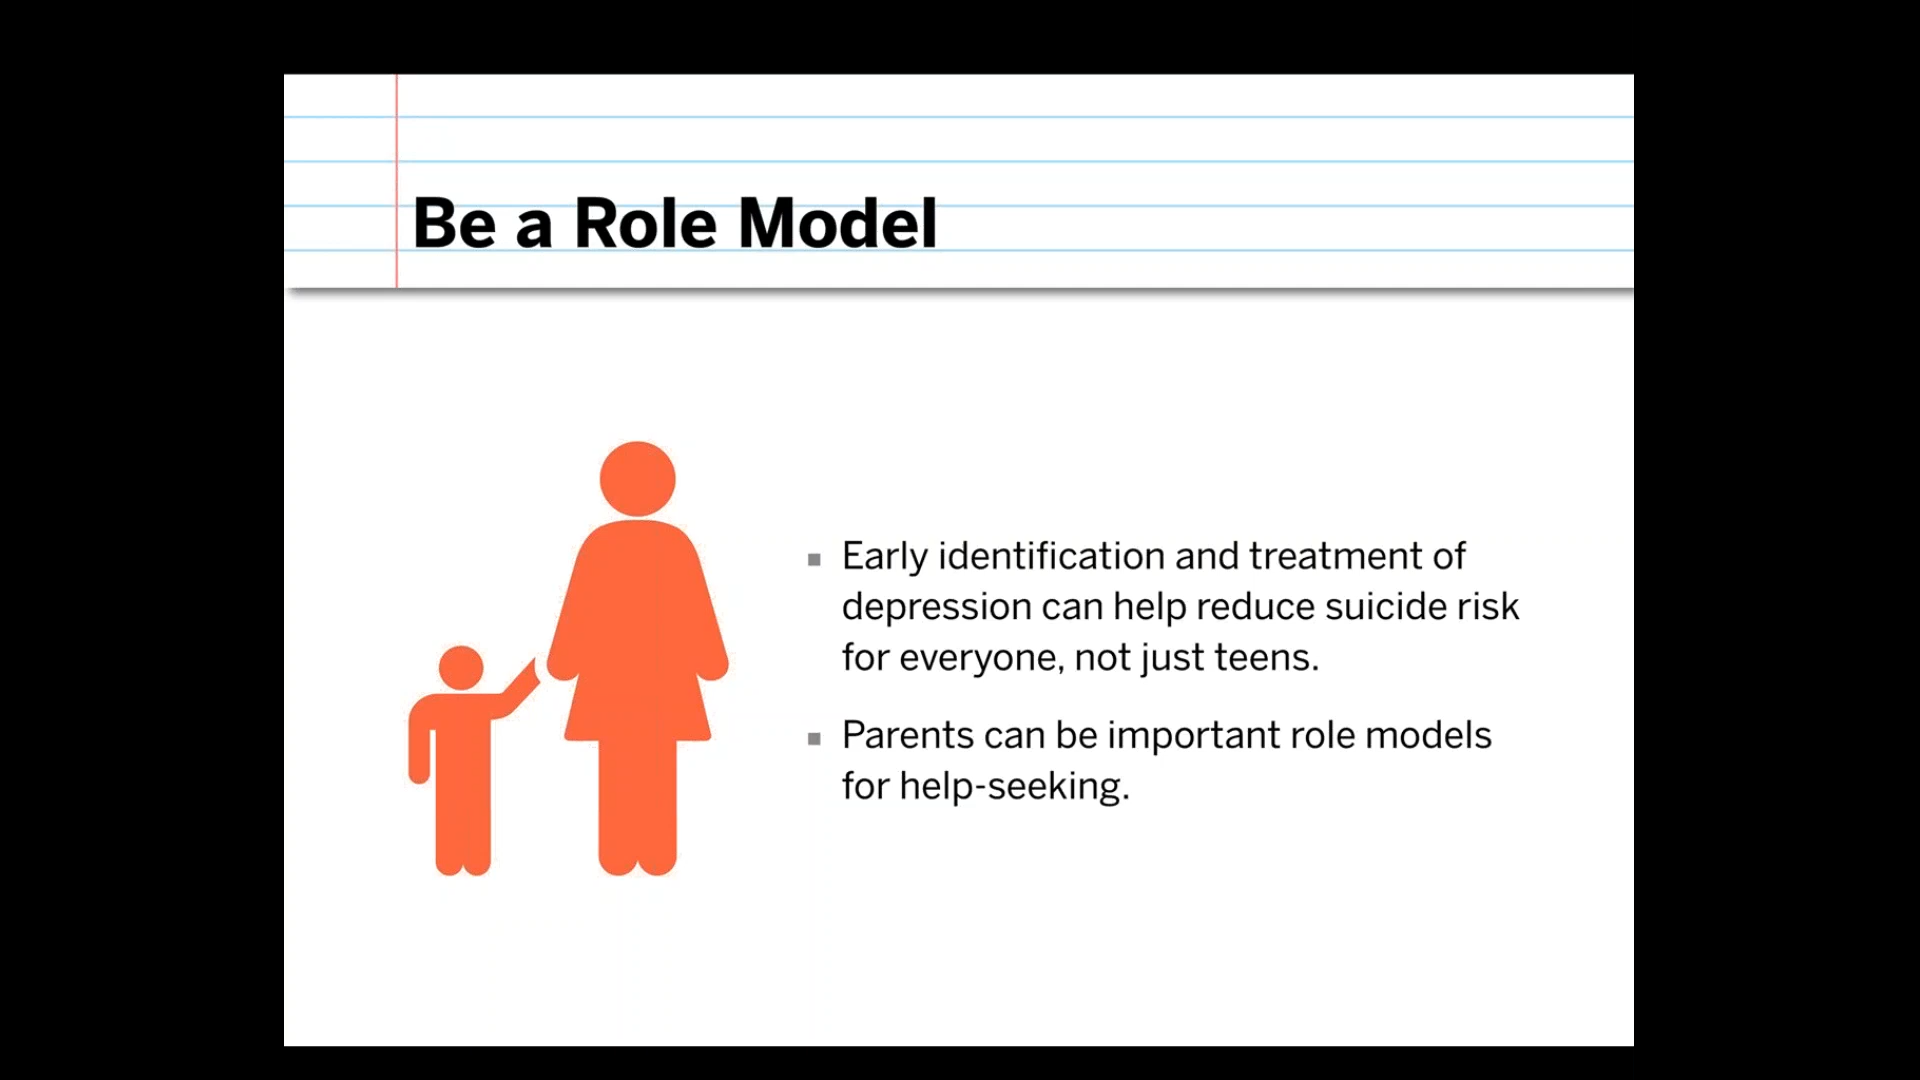 Be a Role Model
Early identification and treatment of
depression can help reduce suicide risk
for everyone, not just teens.
Parents can be important role models
for help-seeking.